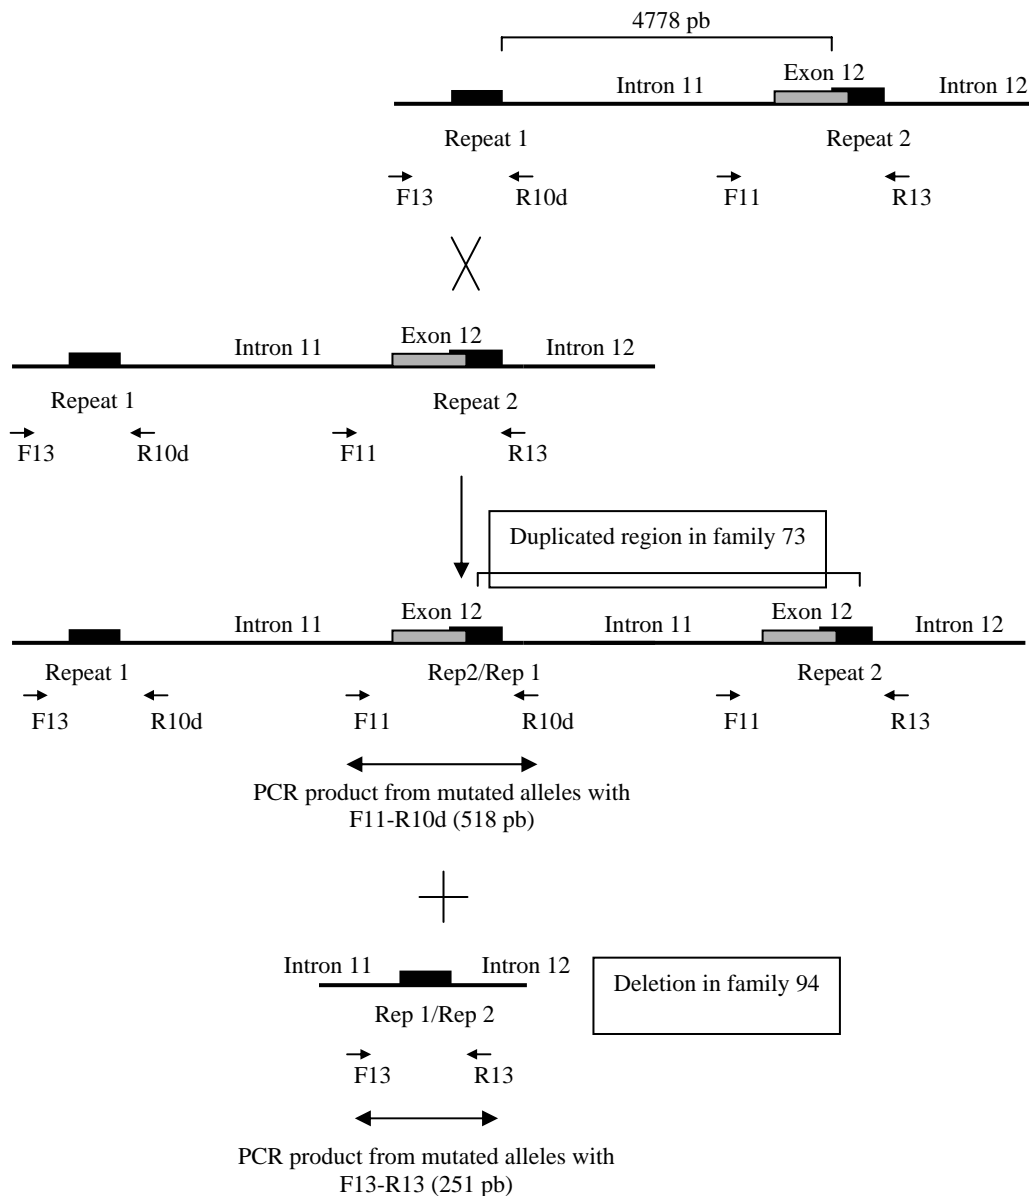 4778 pb
Intron 11 Exon 12 Intron 12
Repeat 1 Repeat 2
F13 R10d F11 R13
Intron 11 Exon 12 Intron 12
Repeat 1 Repeat 2
F13 R10d F11 R13
Duplicated region in family 73
Intron 11 Exon 12 Intron 11 Exon 12 Intron 12
Repeat 1 Rep2/Rep 1 Repeat 2
F13 R10d F11 R10d F11 R13
PCR product from mutated alleles with
F11-R10d (518 pb)
Intron 11 Intron 12
Deletion in family 94
Rep 1/Rep 2
F13 R13
PCR product from mutated alleles with
F13-R13 (251 pb)